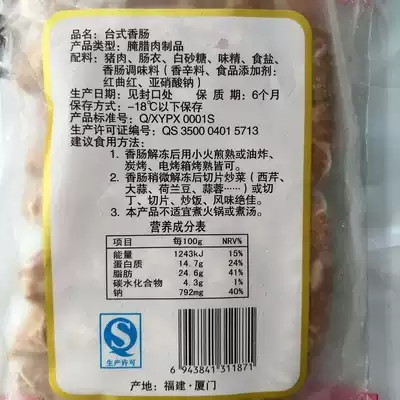 品名：台式香肠
产品类型：腌腊肉制品
配料：猪肉、肠衣、白砂糖、味精、食盐、
香肠调味料（香辛料、食品添加剂：
红曲红、亚硝酸钠）
生产日期：见封口处 保质期：6个月
保存方式：-18℃以下保存
产品标准号：Q/XYPX 0001S
生产许可证编号：QS 3500 0401 5713
建议食用方法：
1. 香肠解冻后用小火煎熟或油炸、
炭烤、电烤箱烤熟皆可。
2. 香肠稍微解冻后切片炒菜（西芹、
大蒜、荷兰豆、蒜蓉……）或切
丁、切片、炒饭、风味绝佳。
3. 本产品不适宜煮火锅或煮汤。
营养成分表
项目 每100g NRV%
能量 1243kJ 15%
蛋白质 14.7g 24%
脂肪 24.6g 41%
碳水化合物 4.3g 1%
钠 792mg 40%
QS
生产许可
6 943841 311871
产地：福建·厦门